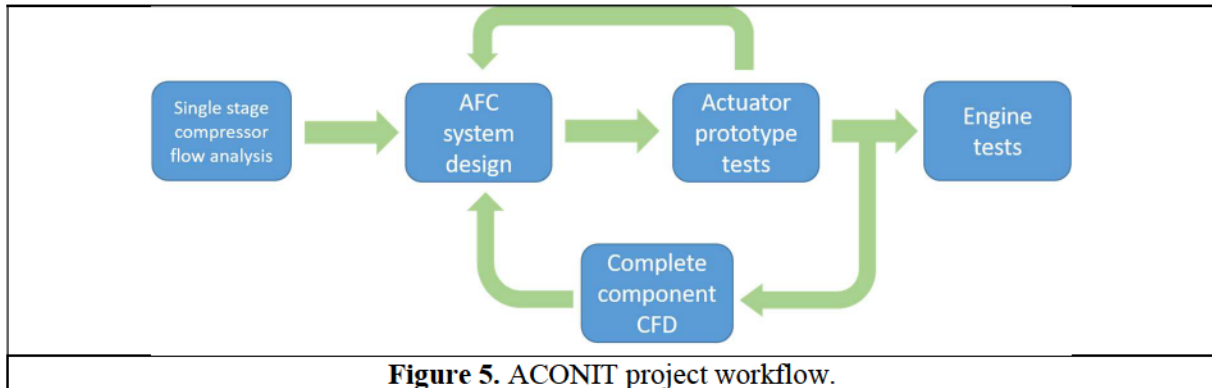 Single stage
compressor
flow analysis
AFC
system
design
Actuator
prototype
tests
Engine
tests
Complete
component
CFD
Figure 5. ACONIT project workflow.